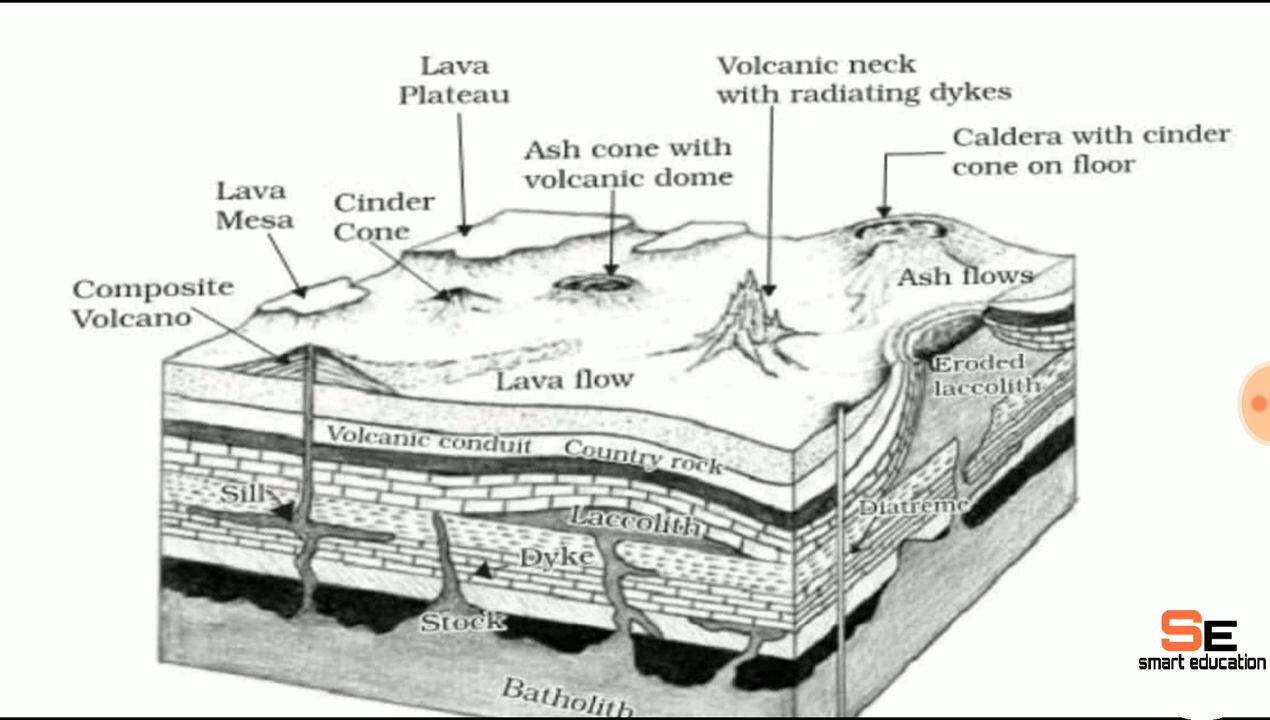 Lava
Plateau
Volcanic neck
with radiating dykes
Caldera with cinder
cone on floor
Ash cone with
volcanic dome
Lava
Mesa
Cinder
Cone
Composite
Volcano
Ash flows
Lava flow
Eroded
laccolith
Volcanic conduit
Country rock
Sill
Laccolith
Diatreme
Dyke
Stock
Batholith
SE
smart education